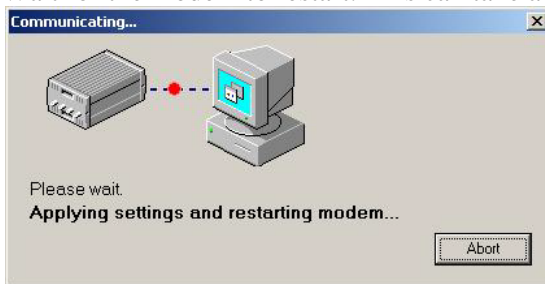 Communicating...
Please wait.
Applying settings and restarting modem...
Abort